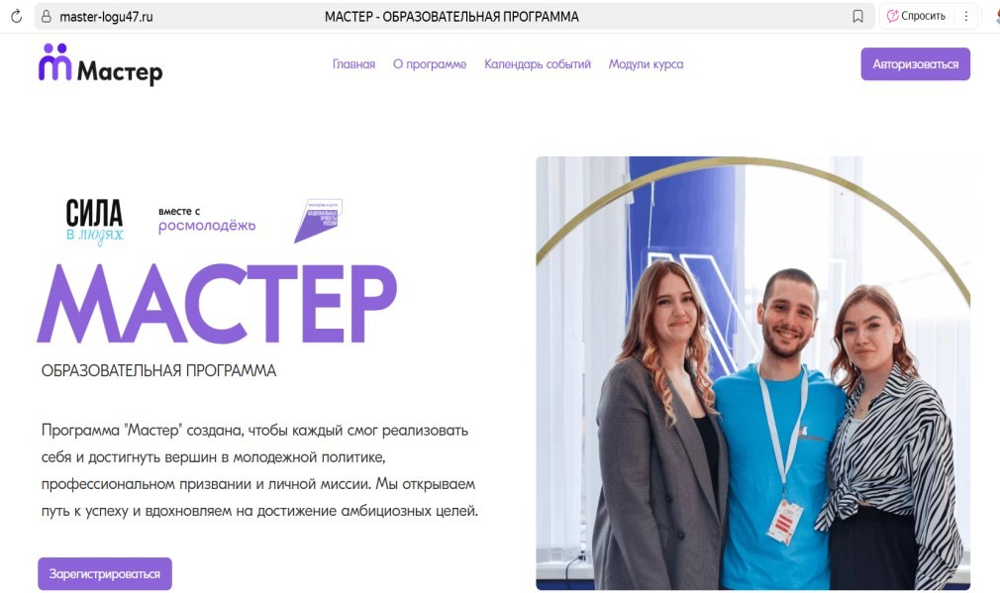 master-logu47.ru
МАСТЕР - ОБРАЗОВАТЕЛЬНАЯ ПРОГРАММА
Спросить
Мастер
Главная
О программе
Календарь событий
Модули курса
Авторизоваться
СИЛА
В людях
вместе с
росмолодёжь
МОЛОДЁЖЬ И ДЕТИ
НАЦИОНАЛЬНЫЕ
ПРОЕКТЫ
РОССИИ
МАСТЕР
ОБРАЗОВАТЕЛЬНАЯ ПРОГРАММА
Программа "Мастер" создана, чтобы каждый смог реализовать
себя и достигнуть вершин в молодежной политике,
профессиональном призвании и личной миссии. Мы открываем
путь к успеху и вдохновляем на достижение амбициозных целей.
Зарегистрироваться